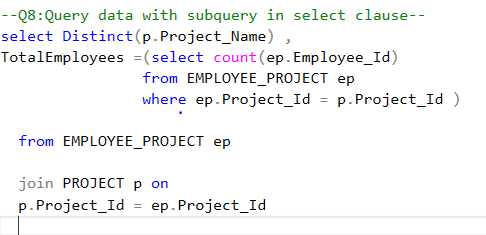 --Q8:Query data with subquery in select clause--
select Distinct(p.Project_Name) ,
TotalEmployees =(select count(ep.Employee_Id)
from EMPLOYEE_PROJECT ep
where ep.Project_Id = p.Project_Id )
from EMPLOYEE_PROJECT ep
join PROJECT p on
p.Project_Id = ep.Project_Id